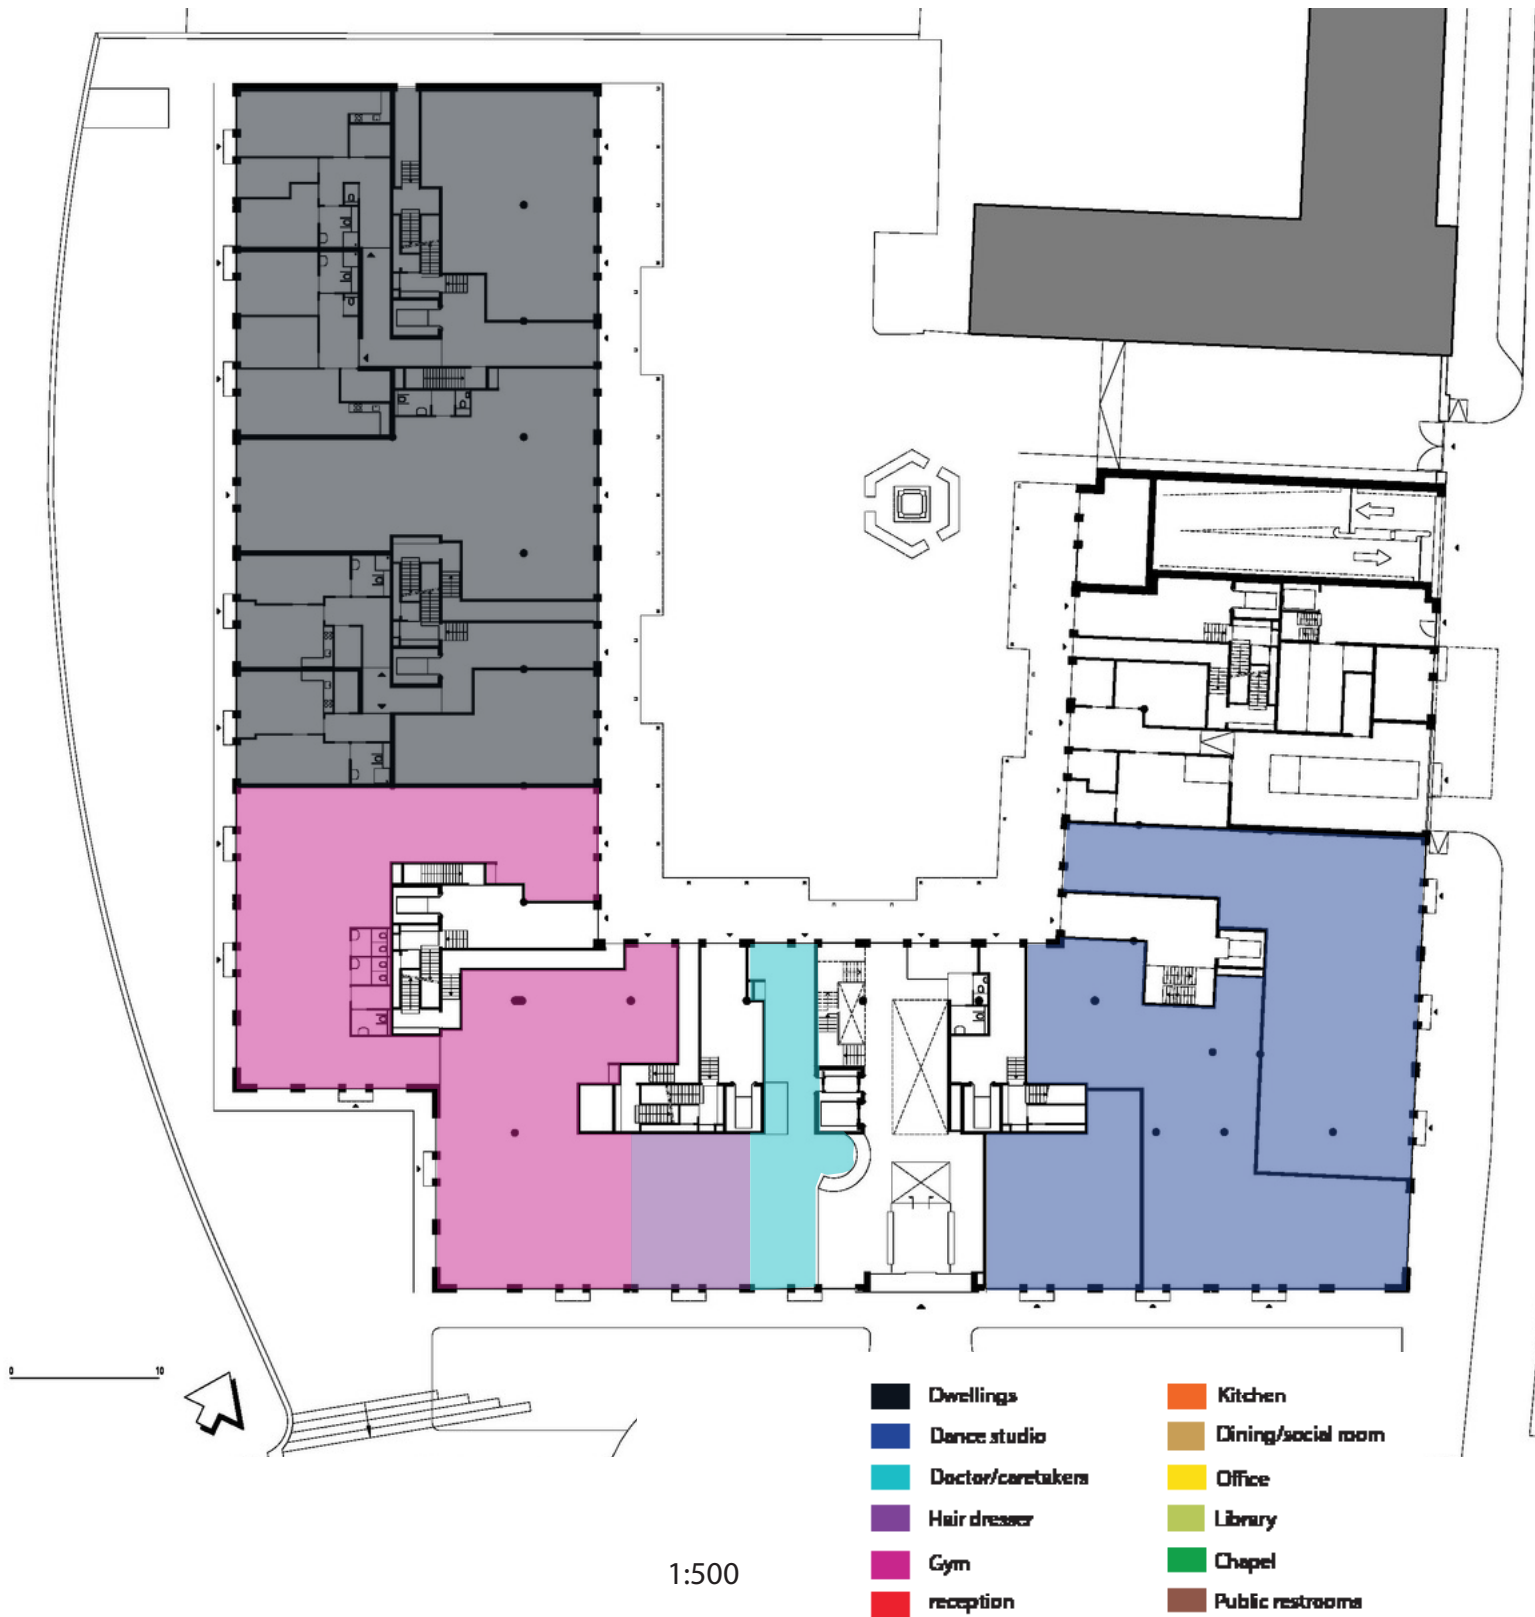 0 10
Dwellings
Dance studio
Doctor/caretakers
Hair dresser
Gym
reception
Kitchen
Dining/social room
Office
Library
Chapel
Public restrooms
1:500